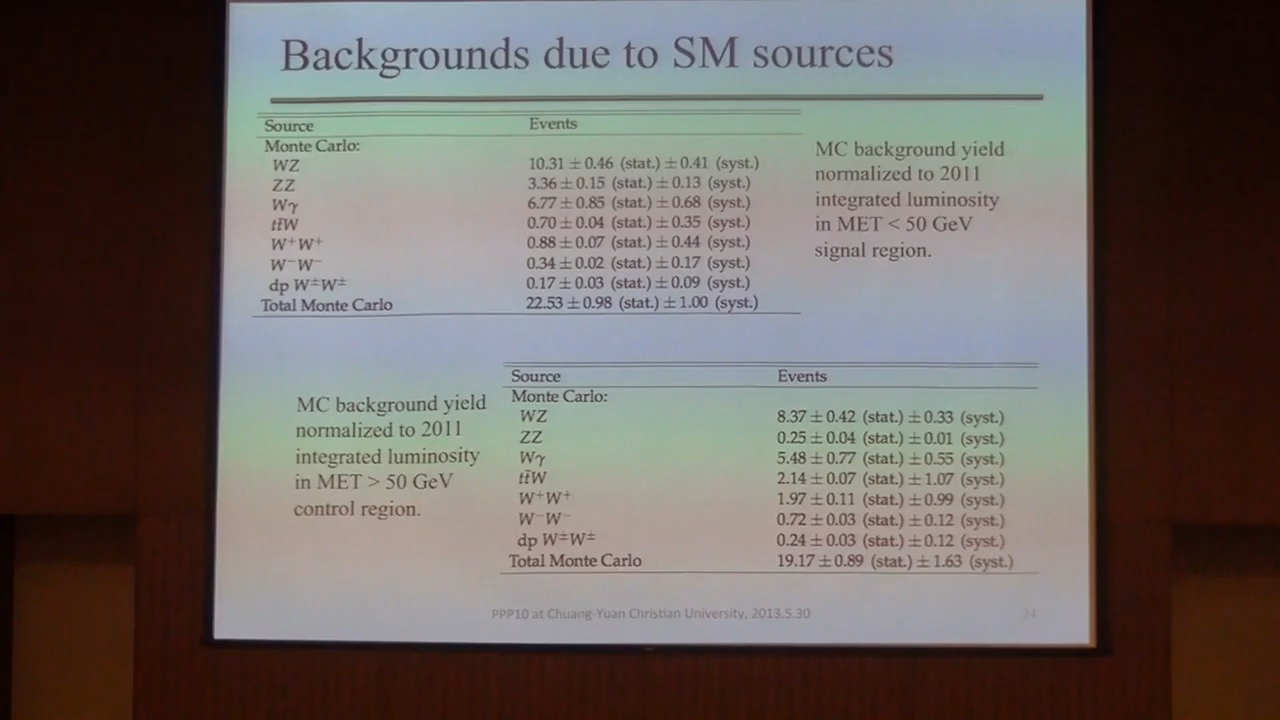 Backgrounds due to SM sources
Source Events
Monte Carlo:
WZ 10.31 ± 0.46 (stat.) ± 0.41 (syst.)
ZZ 3.36 ± 0.15 (stat.) ± 0.13 (syst.)
Wγ 6.77 ± 0.85 (stat.) ± 0.68 (syst.)
tt̄W 0.70 ± 0.04 (stat.) ± 0.35 (syst.)
W⁺W⁺ 0.88 ± 0.07 (stat.) ± 0.44 (syst.)
W⁻W⁻ 0.34 ± 0.02 (stat.) ± 0.17 (syst.)
dp W±W± 0.17 ± 0.03 (stat.) ± 0.09 (syst.)
Total Monte Carlo 22.53 ± 0.98 (stat.) ± 1.00 (syst.)
MC background yield
normalized to 2011
integrated luminosity
in MET < 50 GeV
signal region.
MC background yield
normalized to 2011
integrated luminosity
in MET > 50 GeV
control region.
Source Events
Monte Carlo:
WZ 8.37 ± 0.42 (stat.) ± 0.33 (syst.)
ZZ 0.25 ± 0.04 (stat.) ± 0.01 (syst.)
Wγ 5.48 ± 0.77 (stat.) ± 0.55 (syst.)
tt̄W 2.14 ± 0.07 (stat.) ± 1.07 (syst.)
W⁺W⁺ 1.97 ± 0.11 (stat.) ± 0.99 (syst.)
W⁻W⁻ 0.72 ± 0.03 (stat.) ± 0.12 (syst.)
dp W±W± 0.24 ± 0.03 (stat.) ± 0.12 (syst.)
Total Monte Carlo 19.17 ± 0.89 (stat.) ± 1.63 (syst.)
PPP10 at Chuang-Yuan Christian University, 2013.5.30
24